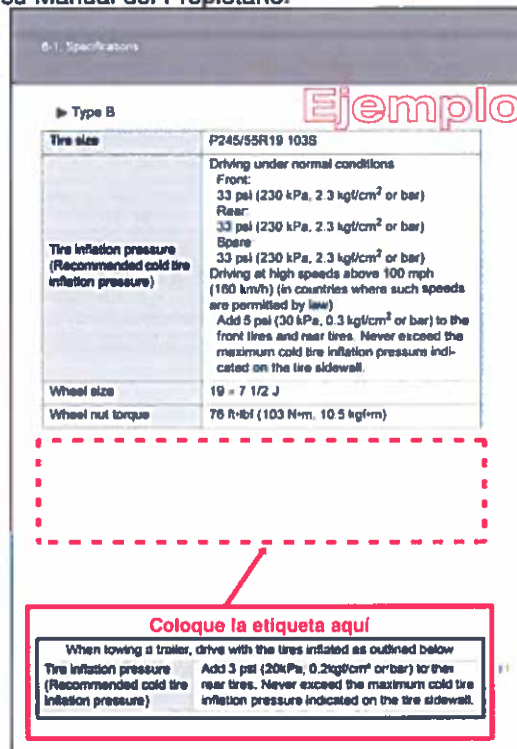 su Manual del Propietario.
6-1. Specifications
Ejemplo
▶ Type B
Tire size P245/55R19 103S
Tire inflation pressure
(Recommended cold tire
inflation pressure)
Driving under normal conditions
Front:
33 psi (230 kPa, 2.3 kgf/cm² or bar)
Rear:
33 psi (230 kPa, 2.3 kgf/cm² or bar)
Spare:
33 psi (230 kPa, 2.3 kgf/cm² or bar)
Driving at high speeds above 100 mph
(160 km/h) (in countries where such speeds
are permitted by law)
Add 5 psi (30 kPa, 0.3 kgf/cm² or bar) to the
front tires and rear tires. Never exceed the
maximum cold tire inflation pressure indi-
cated on the tire sidewall.
Wheel size 19 × 7 1/2 J
Wheel nut torque 76 ft•lbf (103 N•m, 10.5 kgf•m)
Coloque la etiqueta aquí
When towing a trailer, drive with the tires inflated as outlined below
Tire inflation pressure
(Recommended cold tire
inflation pressure)
Add 3 psi (20kPa, 0.2kgf/cm² or bar) to the
rear tires. Never exceed the maximum cold tire
inflation pressure indicated on the tire sidewall.